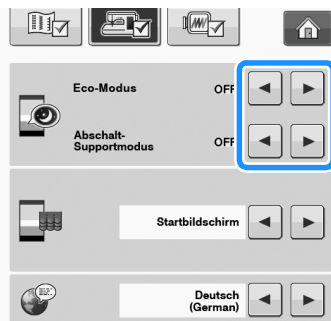 Eco-Modus OFF
Abschalt-
Supportmodus OFF
Startbildschirm
Deutsch
(German)